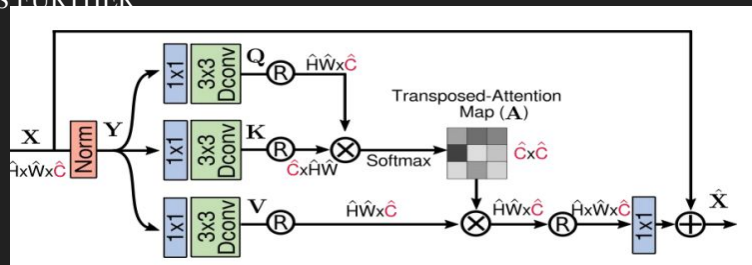 S FURTHER
X
ĤxŴxĈ
Norm
Y
1x1
3x3 Dconv
Q
R
ĤŴxĈ
1x1
3x3 Dconv
K
R
ĈxĤŴ
Softmax
Transposed-Attention
Map (A)
ĈxĈ
1x1
3x3 Dconv
V
R
ĤŴxĈ
ĤŴxĈ
R
ĤxŴxĈ
1x1
X̂